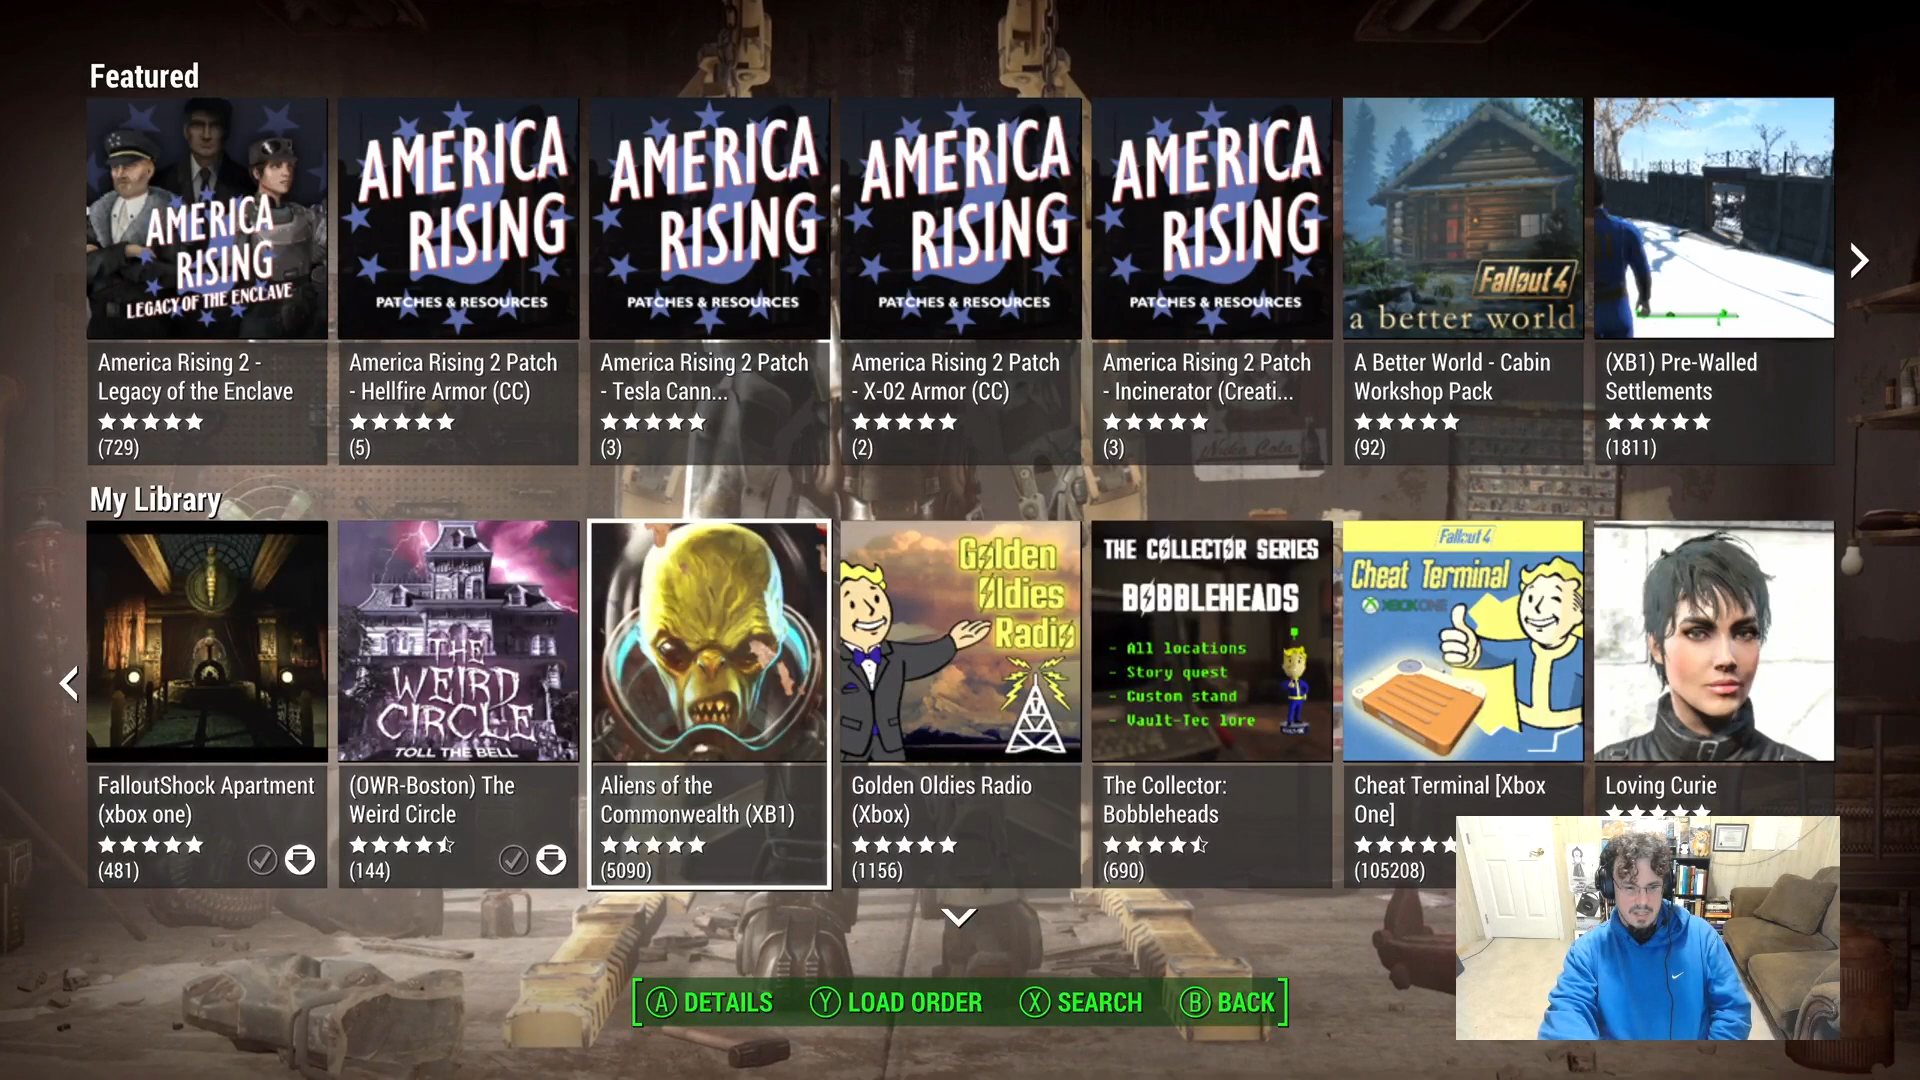 Featured
AMERICA
RISING
LEGACY OF THE ENCLAVE
America Rising 2 -
Legacy of the Enclave
(729)
AMERICA
RISING
PATCHES & RESOURCES
America Rising 2 Patch
- Hellfire Armor (CC)
(5)
AMERICA
RISING
PATCHES & RESOURCES
America Rising 2 Patch
- Tesla Cann...
(3)
AMERICA
RISING
PATCHES & RESOURCES
America Rising 2 Patch
- X-02 Armor (CC)
(2)
AMERICA
RISING
PATCHES & RESOURCES
America Rising 2 Patch
- Incinerator (Creati...
(3)
Fallout 4
a better world
A Better World - Cabin
Workshop Pack
(92)
(XB1) Pre-Walled
Settlements
(1811)
Nuka Cola
My Library
FalloutShock Apartment
(xbox one)
(481)
THE
WEIRD
CIRCLE
TOLL THE BELL
(OWR-Boston) The
Weird Circle
(144)
Aliens of the
Commonwealth (XB1)
(5090)
Golden
Oldies
Radio
Golden Oldies Radio
(Xbox)
(1156)
THE COLLECTOR SERIES
BOBBLEHEADS
- All locations
- Story quest
- Custom stand
- Vault-Tec lore
The Collector:
Bobbleheads
(690)
Fallout 4
Cheat Terminal
XBOX ONE
Cheat Terminal [Xbox
One]
(105208)
Loving Curie
A DETAILS
Y LOAD ORDER
X SEARCH
B BACK